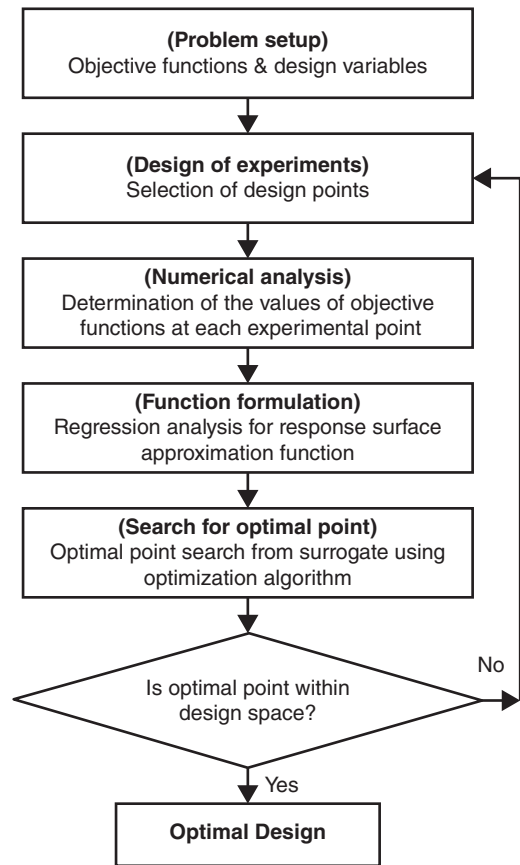 (Problem setup)
Objective functions & design variables
(Design of experiments)
Selection of design points
(Numerical analysis)
Determination of the values of objective
functions at each experimental point
(Function formulation)
Regression analysis for response surface
approximation function
(Search for optimal point)
Optimal point search from surrogate using
optimization algorithm
Is optimal point within
design space?
No
Yes
Optimal Design